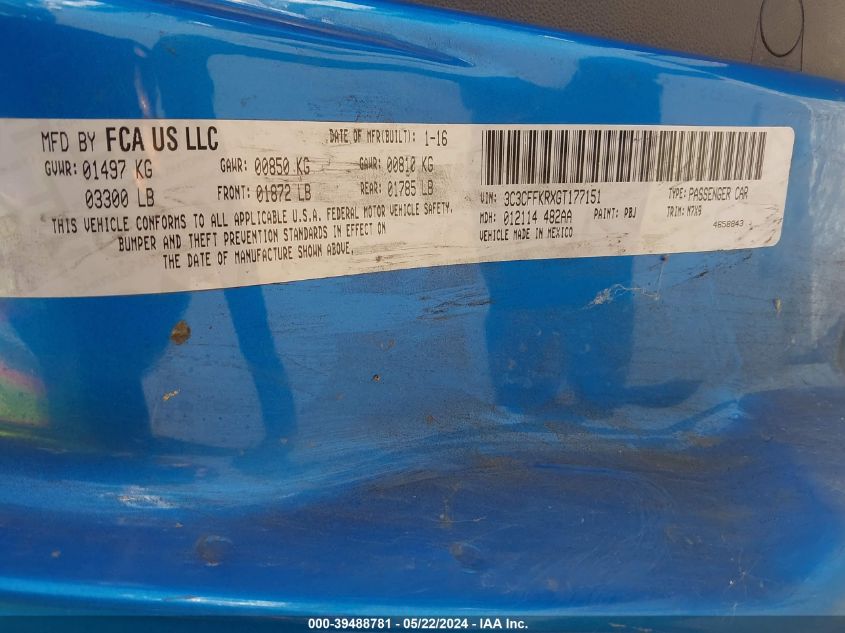 MFD BY FCA US LLC DATE OF MFR(BUILT): 1-16
GVWR: 01497 KG GAWR: 00850 KG GAWR: 00810 KG
03300 LB FRONT: 01872 LB REAR: 01785 LB
THIS VEHICLE CONFORMS TO ALL APPLICABLE U.S.A. FEDERAL MOTOR VEHICLE SAFETY,
BUMPER AND THEFT PREVENTION STANDARDS IN EFFECT ON
THE DATE OF MANUFACTURE SHOWN ABOVE.
VIN: 3C3CFFKRXGT177151 TYPE: PASSENGER CAR
MDH: 012114 482AA PAINT: PBJ TRIM: M7X9
VEHICLE MADE IN MEXICO 4658843
000-39488781 / 05/22/2024 - IAA Inc.